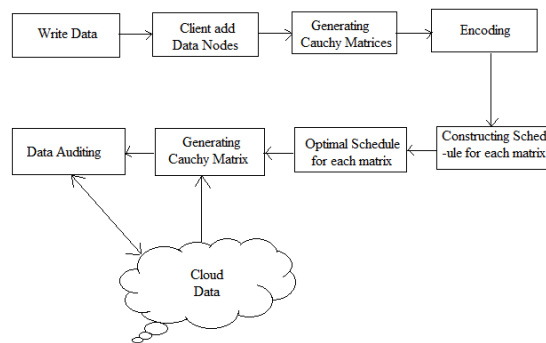 Write Data
Client add
Data Nodes
Generating
Cauchy Matrices
Encoding
Data Auditing
Generating
Cauchy Matrix
Optimal Schedule
for each matrix
Constructing Sched
-ule for each matrix
Cloud
Data